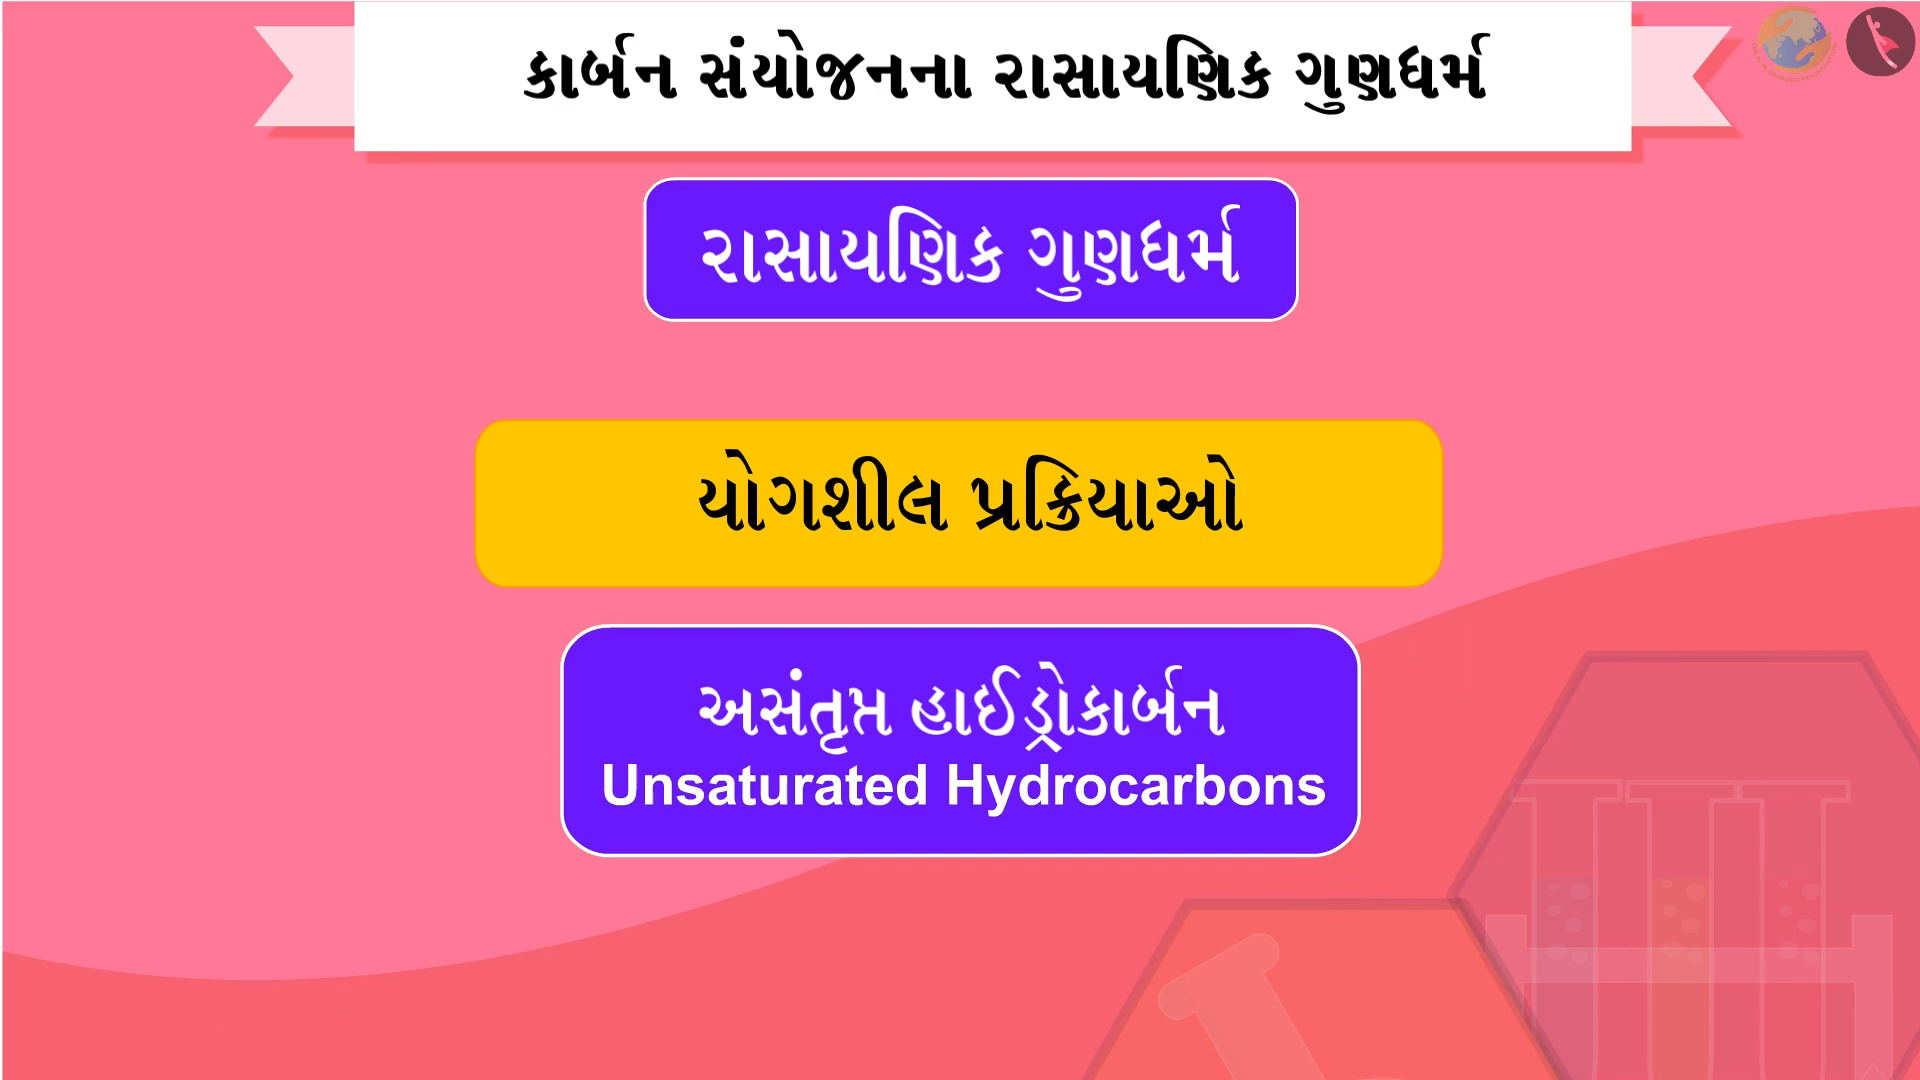 કાર્બન સંયોજનના રાસાયણિક ગુણધર્મ
રાસાયણિક ગુણધર્મ
યોગશીલ પ્રક્રિયાઓ
અસંતૃપ્ત હાઈડ્રોકાર્બન
Unsaturated Hydrocarbons